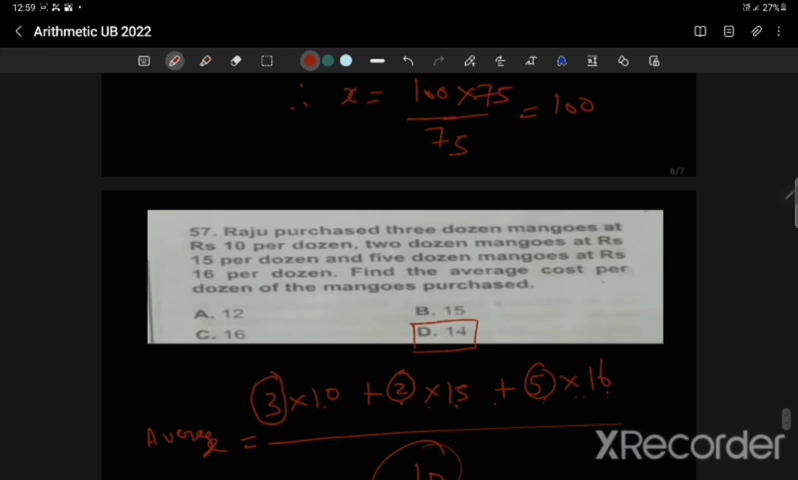 12:59 27%
Arithmetic UB 2022
∴ x = 100×75 / 75 = 100
6/7
57. Raju purchased three dozen mangoes at
Rs 10 per dozen, two dozen mangoes at Rs
15 per dozen and five dozen mangoes at Rs
16 per dozen. Find the average cost per
dozen of the mangoes purchased.
A. 12 B. 15
C. 16 D. 14
3×10 + 2×15 + 5×16
Average =
10
XRecorder